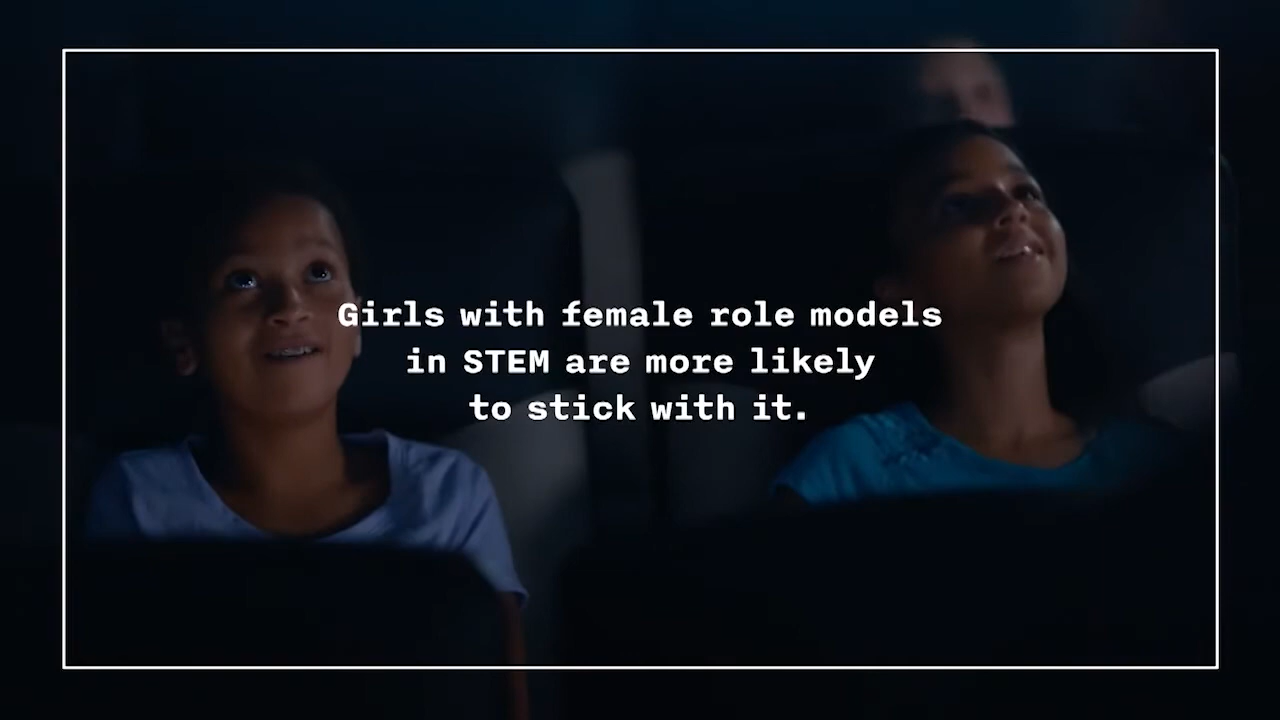 Girls with female role models
in STEM are more likely
to stick with it.